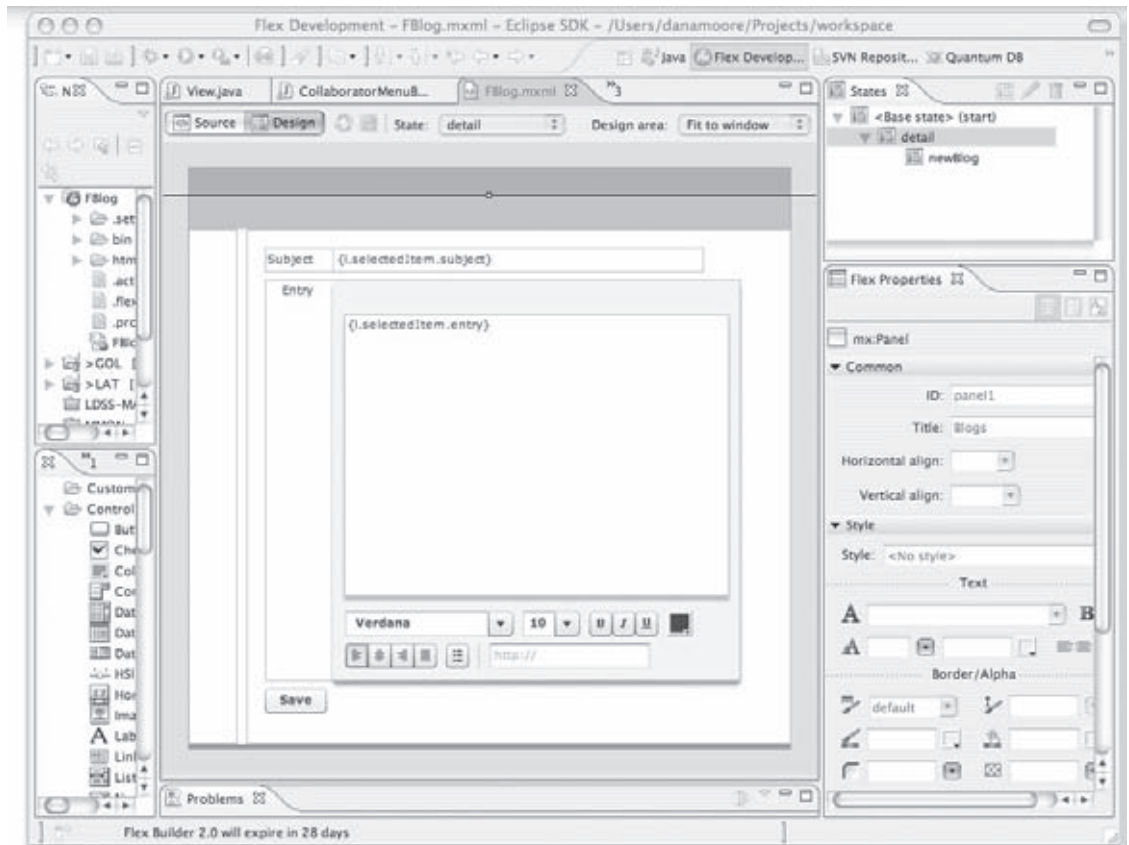 Flex Development – FBlog.mxml – Eclipse SDK – /Users/danamoore/Projects/workspace
Java Flex Develop... SVN Reposit... Quantum DB
View.java CollaboratorMenuB... FBlog.mxml "3
Source Design State: detail Design area: Fit to window
FBlog
.set
bin
htm
.act
.flex
.pro
FBlo
>GOL
>LAT
LDSS-M
"1
Custom
Control
But
Che
Col
Cor
Dat
Dat
Dat
HSl
Hor
Ima
Lab
Link
List
Subject {l.selectedItem.subject}
Entry
{l.selectedItem.entry}
Verdana 10 U I U
http://
Save
Problems
States
<Base state> (start)
detail
newBlog
Flex Properties
mx:Panel
Common
ID: panel1
Title: Blogs
Horizontal align:
Vertical align:
Style
Style: <No style>
Text
A B
A
Border/Alpha
default
Flex Builder 2.0 will expire in 28 days